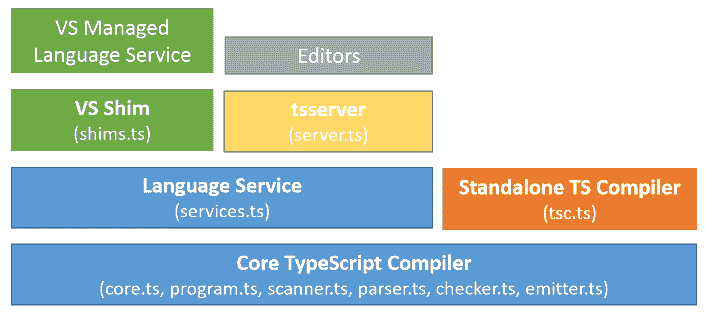 VS Managed
Language Service
Editors
VS Shim
(shims.ts)
tsserver
(server.ts)
Language Service
(services.ts)
Standalone TS Compiler
(tsc.ts)
Core TypeScript Compiler
(core.ts, program.ts, scanner.ts, parser.ts, checker.ts, emitter.ts)